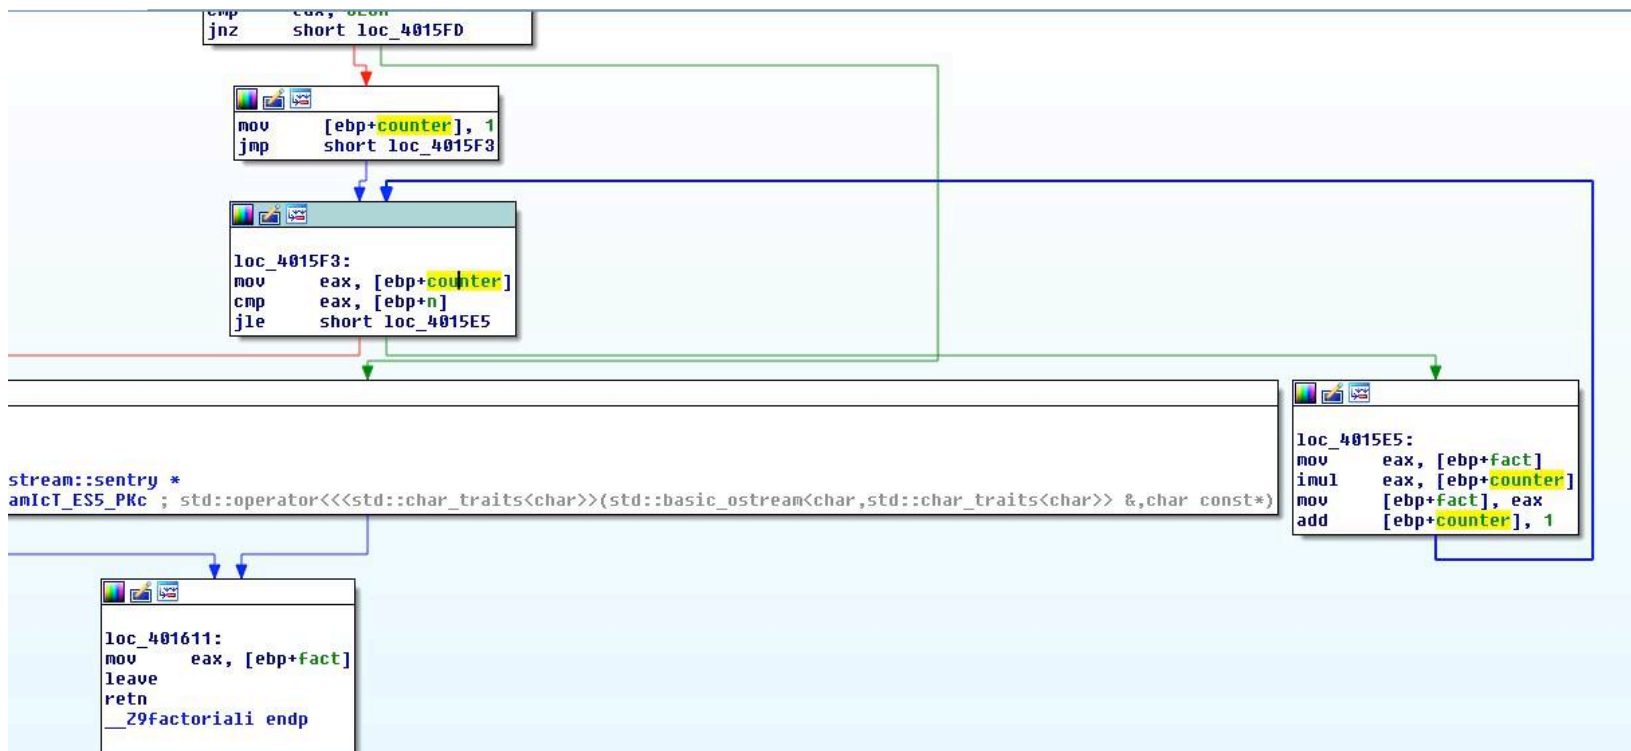 jnz short loc_4015FD
mov [ebp+counter], 1
jmp short loc_4015F3
loc_4015F3:
mov eax, [ebp+counter]
cmp eax, [ebp+n]
jle short loc_4015E5
stream::sentry *
amIcT_ES5_PKc ; std::operator<<<std::char_traits<char>>(std::basic_ostream<char,std::char_traits<char>> &,char const*)
loc_4015E5:
mov eax, [ebp+fact]
imul eax, [ebp+counter]
mov [ebp+fact], eax
add [ebp+counter], 1
loc_401611:
mov eax, [ebp+fact]
leave
retn
__Z9factoriali endp